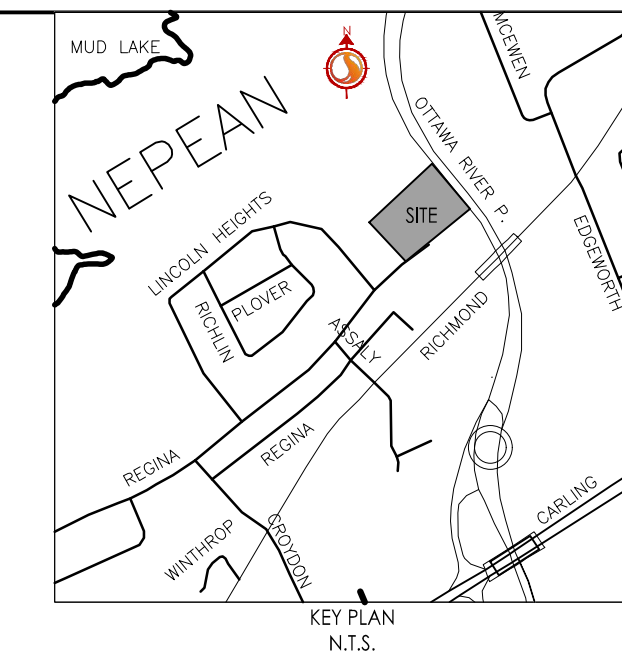 MUD LAKE
N
MCEWEN
NEPEAN
OTTAWA RIVER P.
SITE
LINCOLN HEIGHTS
EDGEWORTH
PLOVER
RICHLIN
ASSALY
RICHMOND
REGINA
REGINA
CARLING
WINTHROP
CROYDON
KEY PLAN
N.T.S.